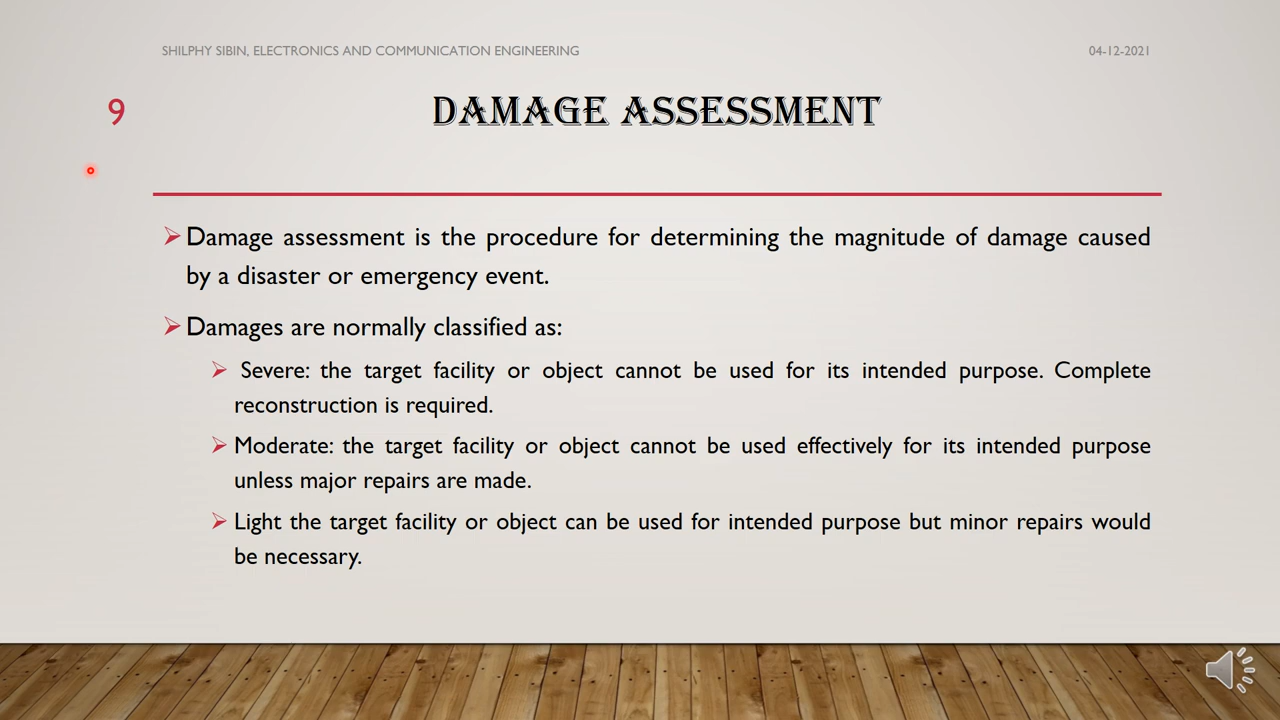 SHILPHY SIBIN, ELECTRONICS AND COMMUNICATION ENGINEERING
04-12-2021
9
DAMAGE ASSESSMENT
Damage assessment is the procedure for determining the magnitude of damage caused
by a disaster or emergency event.
Damages are normally classified as:
Severe: the target facility or object cannot be used for its intended purpose. Complete
reconstruction is required.
Moderate: the target facility or object cannot be used effectively for its intended purpose
unless major repairs are made.
Light the target facility or object can be used for intended purpose but minor repairs would
be necessary.